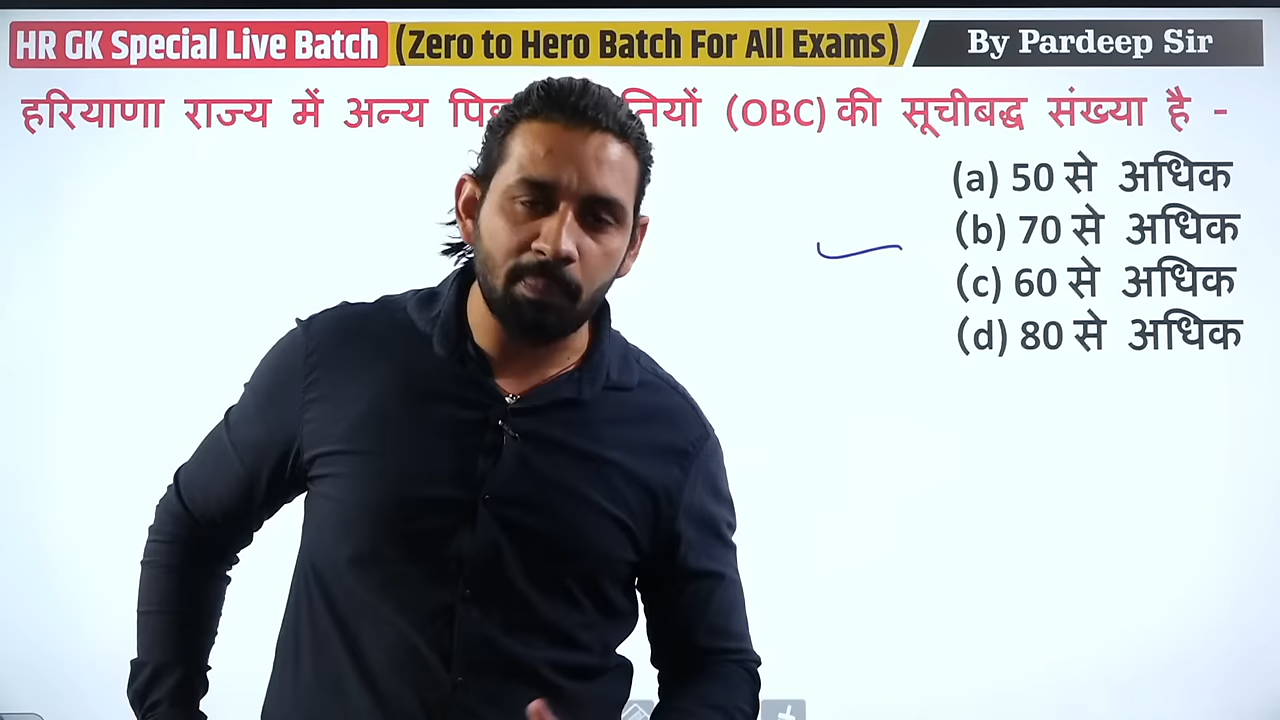 HR GK Special Live Batch (Zero to Hero Batch For All Exams) By Pardeep Sir
हरियाणा राज्य में अन्य (OBC) की सूचीबद्ध संख्या है -
(a) 50 से अधिक
(b) 70 से अधिक
(c) 60 से अधिक
(d) 80 से अधिक